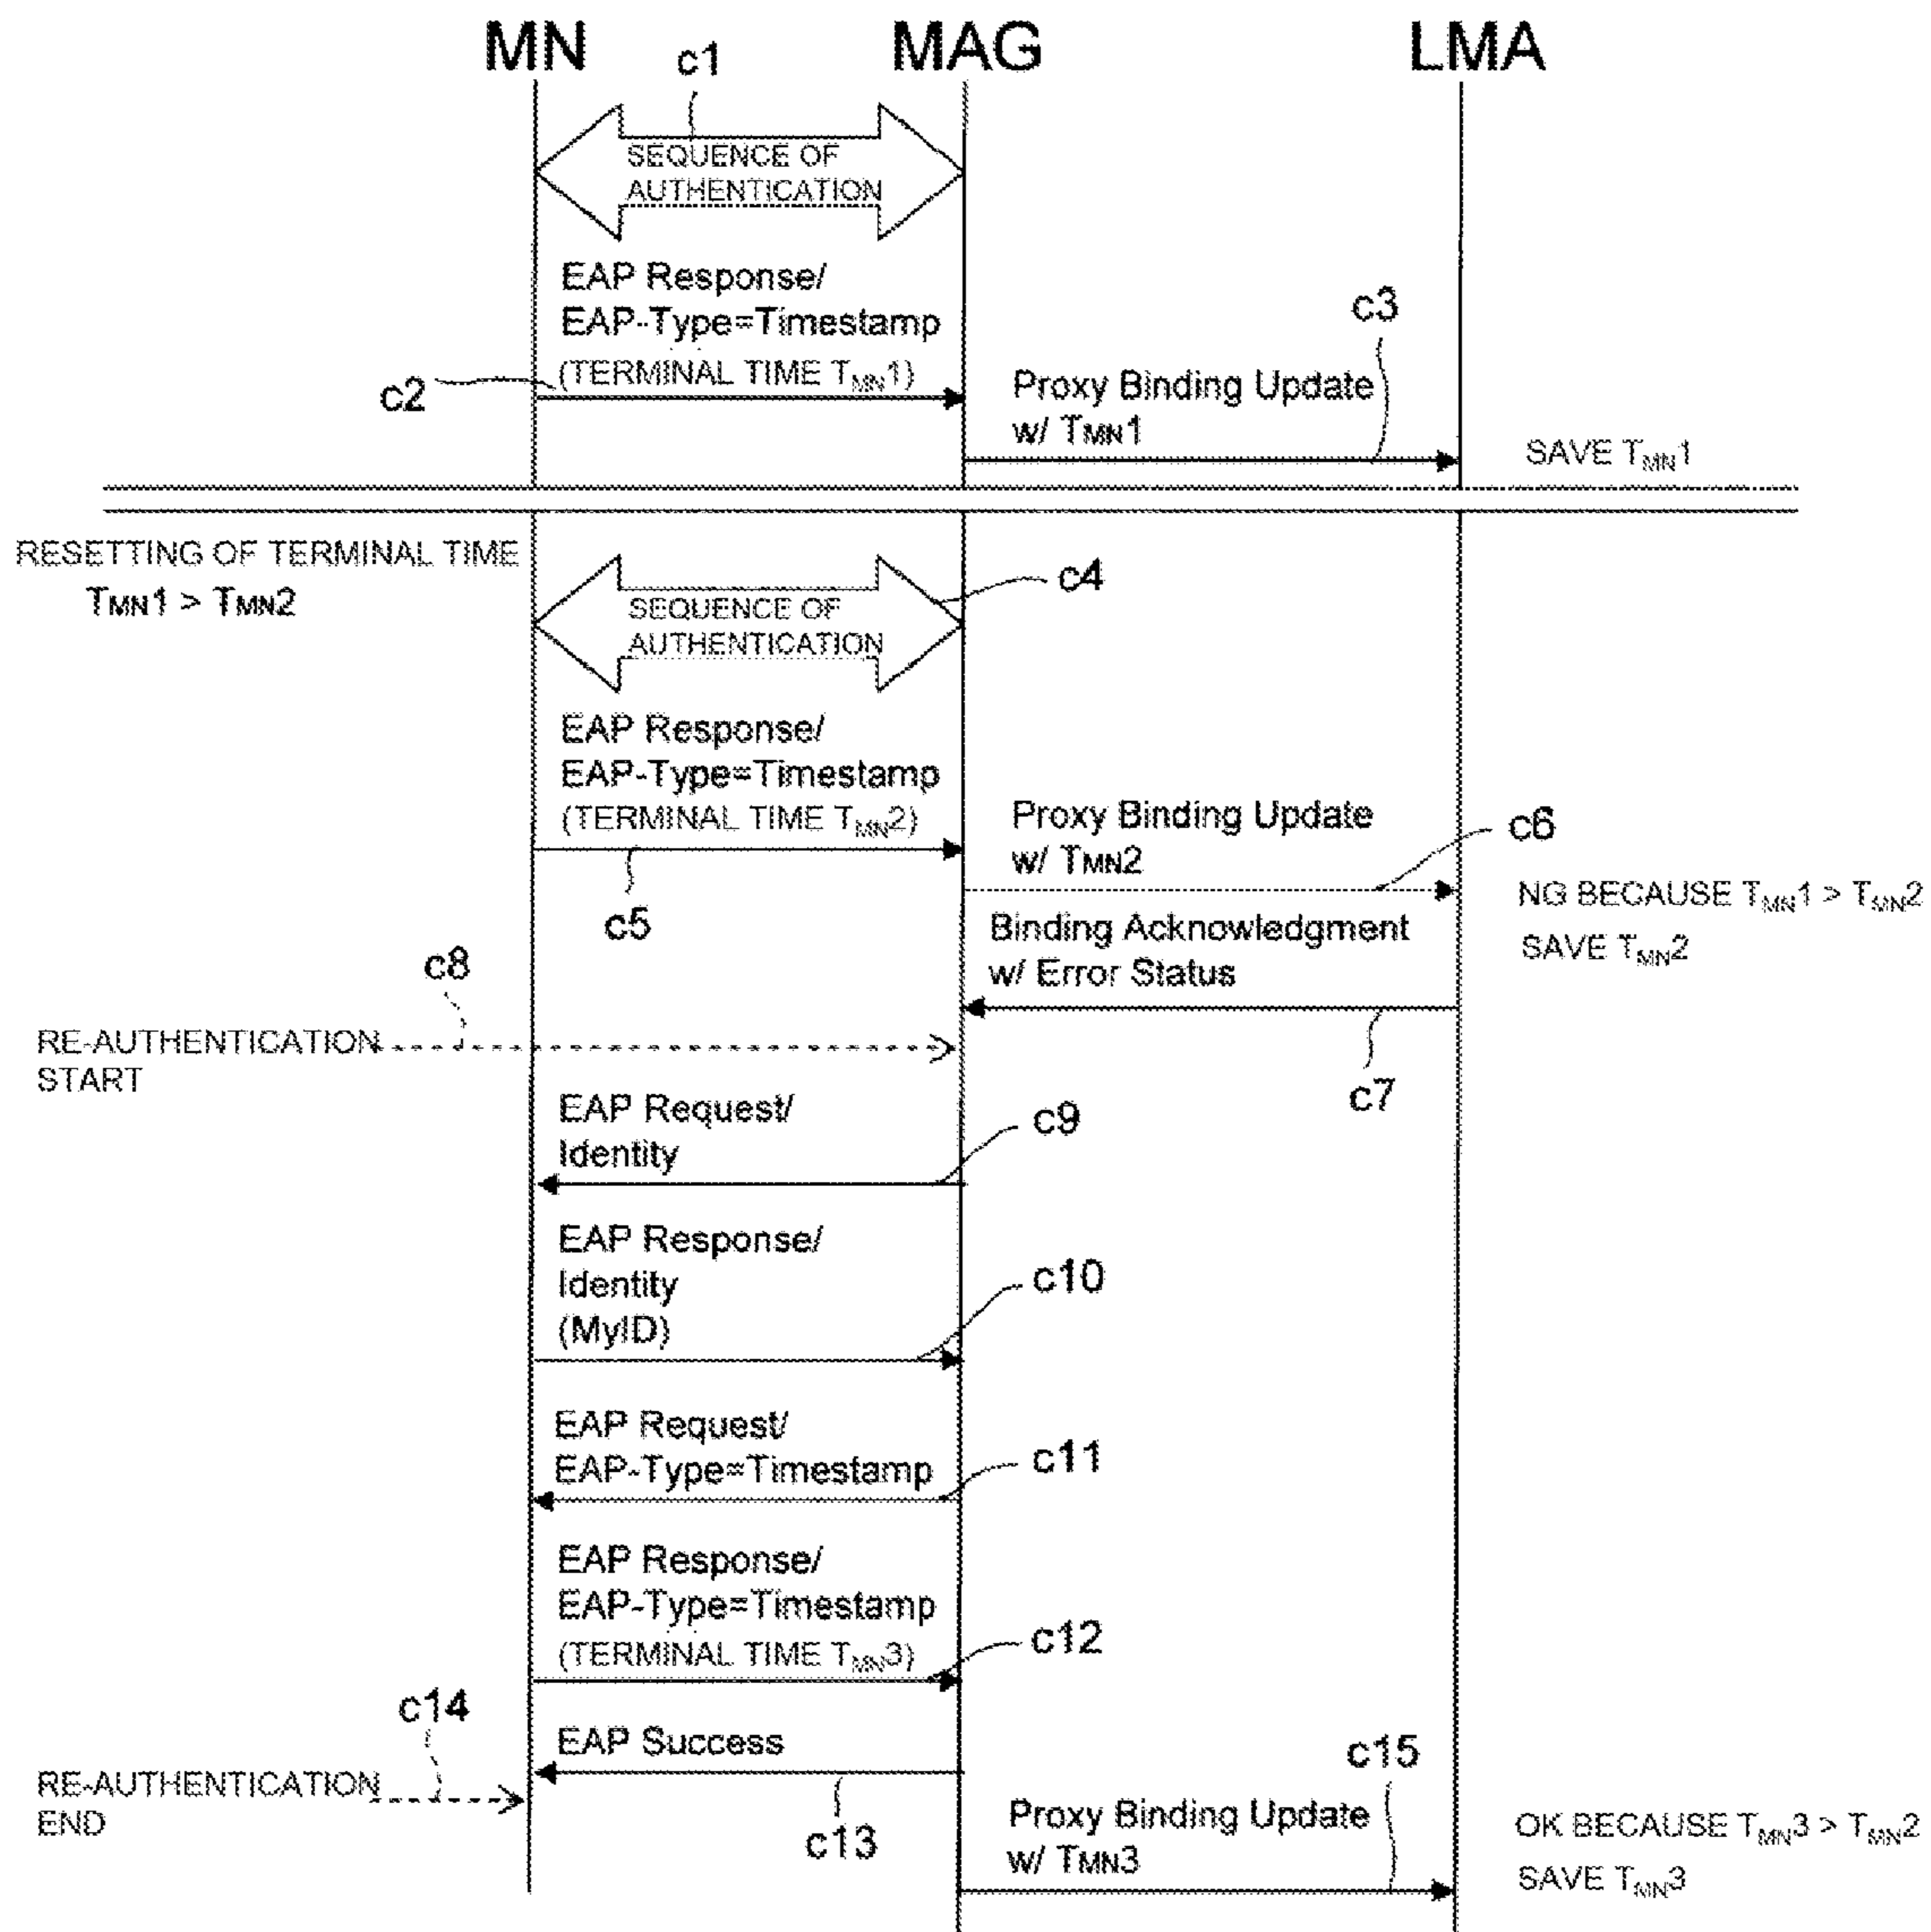 MN MAG LMA
c1
SEQUENCE OF
AUTHENTICATION
EAP Response/
EAP-Type=Timestamp
(TERMINAL TIME TMN1)
c2
c3
Proxy Binding Update
w/ TMN1
SAVE TMN1
RESETTING OF TERMINAL TIME
TMN1 > TMN2
c4
SEQUENCE OF
AUTHENTICATION
EAP Response/
EAP-Type=Timestamp
(TERMINAL TIME TMN2)
c5
Proxy Binding Update
w/ TMN2
c6
NG BECAUSE TMN1 > TMN2
SAVE TMN2
Binding Acknowledgment
w/ Error Status
c7
c8
RE-AUTHENTICATION
START
EAP Request/
Identity
c9
EAP Response/
Identity
(MyID)
c10
EAP Request/
EAP-Type=Timestamp
c11
EAP Response/
EAP-Type=Timestamp
(TERMINAL TIME TMN3)
c12
c14
EAP Success
c13
RE-AUTHENTICATION
END
c15
Proxy Binding Update
w/ TMN3
OK BECAUSE TMN3 > TMN2
SAVE TMN3